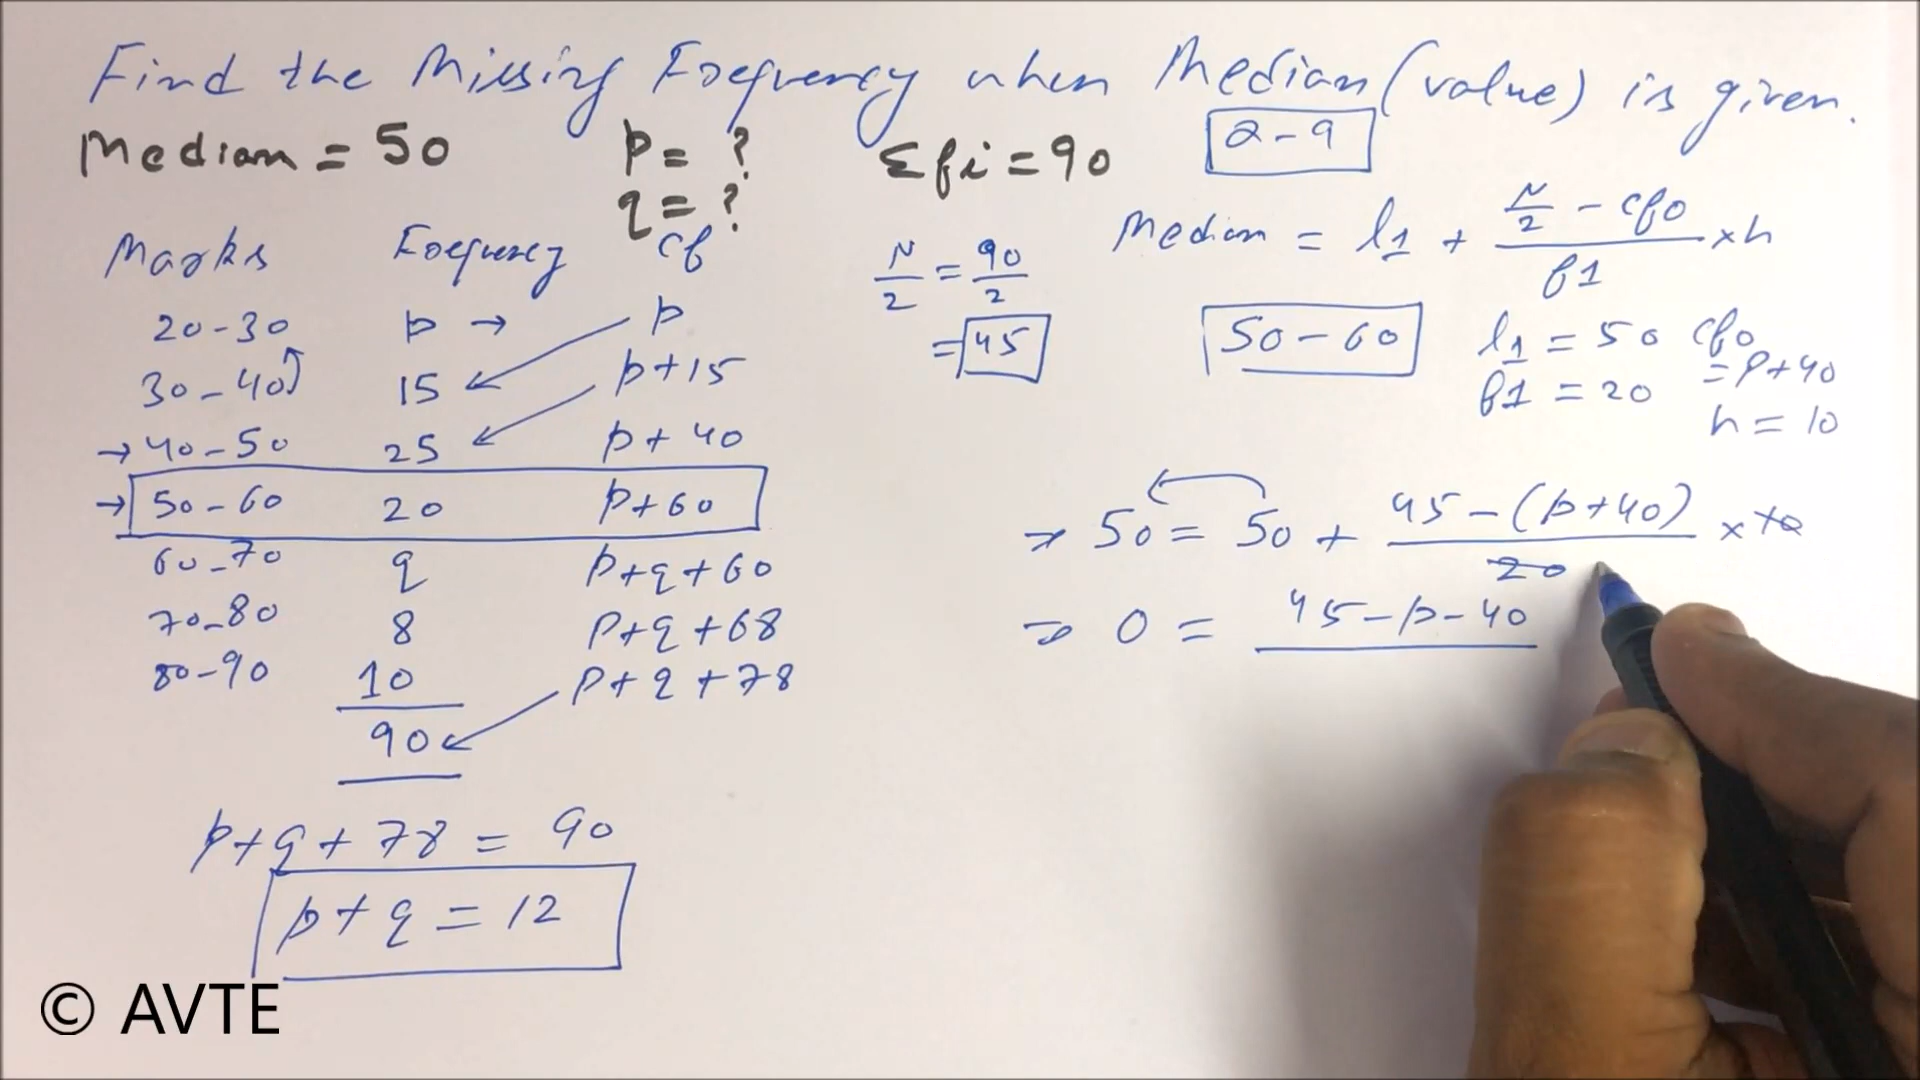 Find the Missing Frequency when Median (value) is given.
Median = 50 p = ? Σfi = 90 Q-9
q = ?
Marks Frequency cf
20-30 p → p
30-40 15 p+15
→ 40-50 25 p+40
→ 50-60 20 p+60
60-70 q p+q+60
70-80 8 p+q+68
80-90 10 p+q+78
90
p+q+78 = 90
p+q = 12
N/2 = 90/2
= 45
Median = l1 + (N/2 - cf0)/f1 × h
50-60 l1 = 50 cf0
f1 = 20 = p+40
h = 10
⇒ 50 = 50 + (45-(p+40))/20 × 10
⇒ 0 = 45-p-40
© AVTE